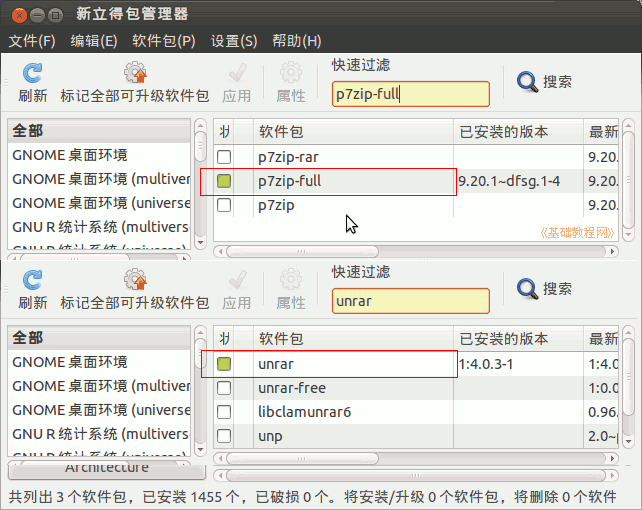 新立得包管理器
文件(F) 编辑(E) 软件包(P) 设置(S) 帮助(H)
快速过滤
刷新 标记全部可升级软件包 应用 属性 p7zip-full 搜索
全部 状 软件包 已安装的版本 最新
GNOME 桌面环境 p7zip-rar 9.20.
GNOME 桌面环境 (multiver p7zip-full 9.20.1~dfsg.1-4 9.20.
GNOME 桌面环境 (universe p7zip 9.20.
GNU R 统计系统 (multivers
《基础教程网》
GNU R 统计系统 (universe)
快速过滤
刷新 标记全部可升级软件包 应用 属性 unrar 搜索
全部 状 软件包 已安装的版本 最新
GNOME 桌面环境 unrar 1:4.0.3-1 1:4.0
GNOME 桌面环境 (multiver unrar-free 1:0.0
GNOME 桌面环境 (universe libclamunrar6 0.96.
GNU R 统计系统 (multivers unp 2.0~
Architecture
共列出 3 个软件包，已安装 1455 个，已破损 0 个。将安装/升级 0 个软件包，将删除 0 个软件